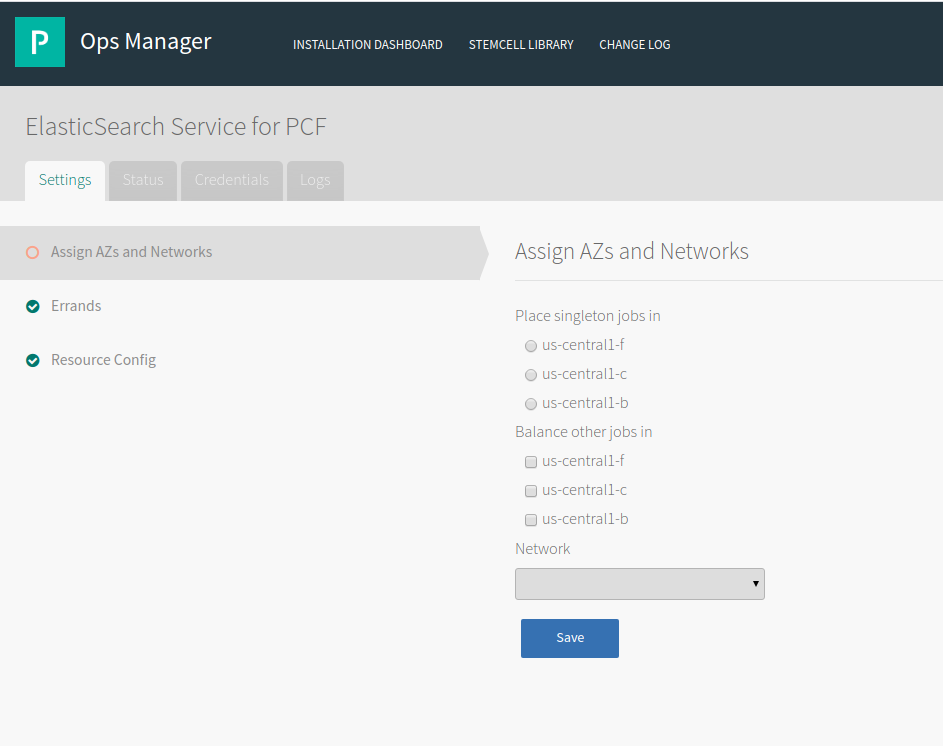 P
Ops Manager
INSTALLATION DASHBOARD
STEMCELL LIBRARY
CHANGE LOG
ElasticSearch Service for PCF
Settings
Status
Credentials
Logs
Assign AZs and Networks
Errands
Resource Config
Assign AZs and Networks
Place singleton jobs in
us-central1-f
us-central1-c
us-central1-b
Balance other jobs in
us-central1-f
us-central1-c
us-central1-b
Network
Save